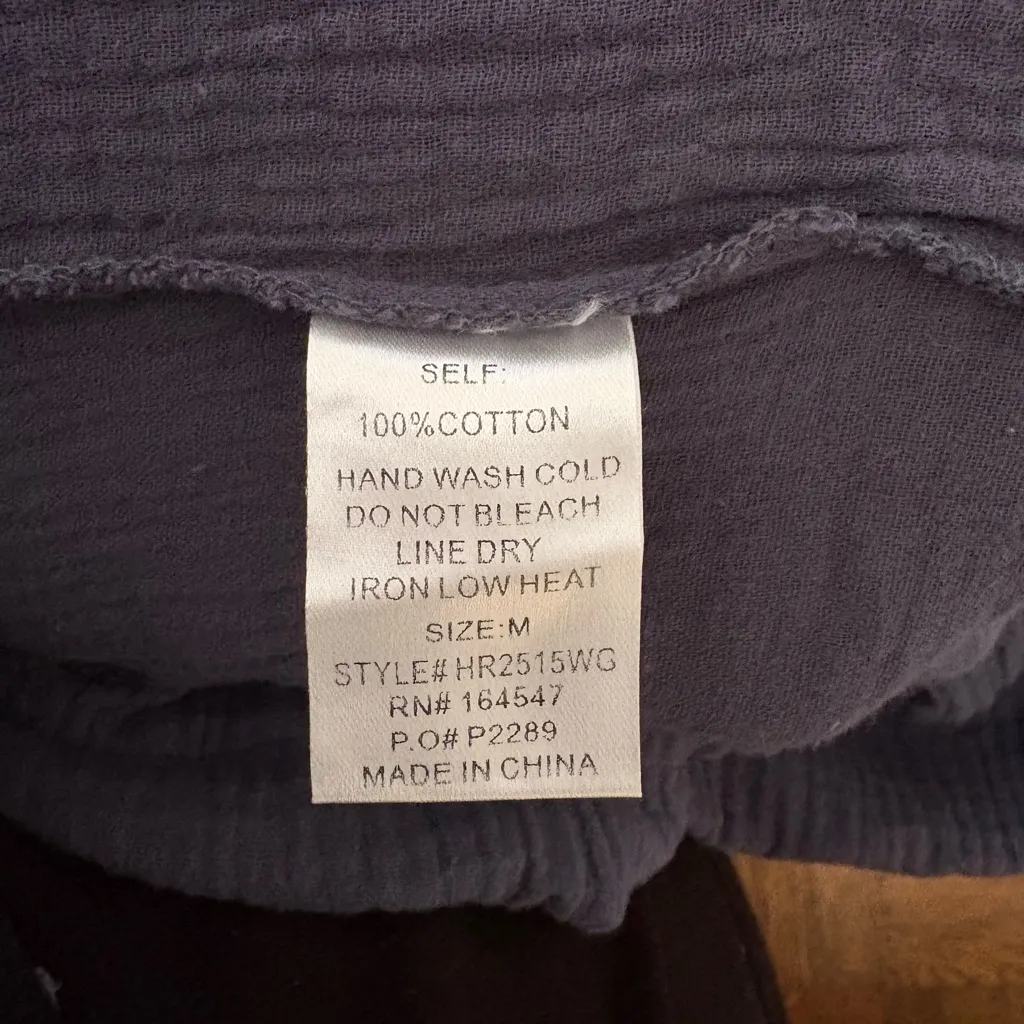 SELF:
100%COTTON
HAND WASH COLD
DO NOT BLEACH
LINE DRY
IRON LOW HEAT
SIZE:M
STYLE# HR2515WG
RN# 164547
P.O# P2289
MADE IN CHINA